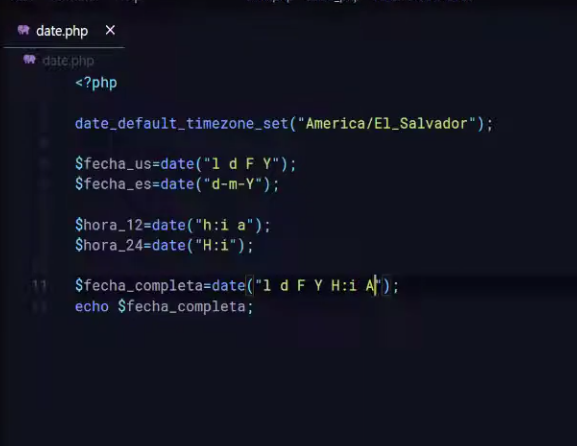 date.php ×
date.php
<?php
date_default_timezone_set("America/El_Salvador");
$fecha_us=date("l d F Y");
$fecha_es=date("d-m-Y");
$hora_12=date("h:i a");
$hora_24=date("H:i");
11 $fecha_completa=date("l d F Y H:i A");
echo $fecha_completa;